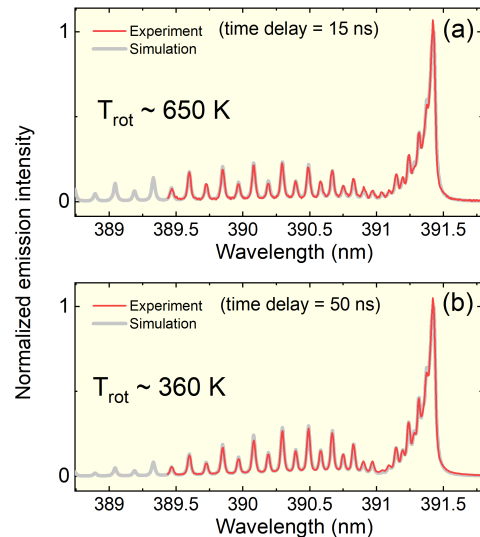 Normalized emission intensity
Experiment (time delay = 15 ns) (a)
Simulation
T_rot ~ 650 K
1
0
389 389.5 390 390.5 391 391.5
Wavelength (nm)
Experiment (time delay = 50 ns) (b)
Simulation
T_rot ~ 360 K
1
0
389 389.5 390 390.5 391 391.5
Wavelength (nm)